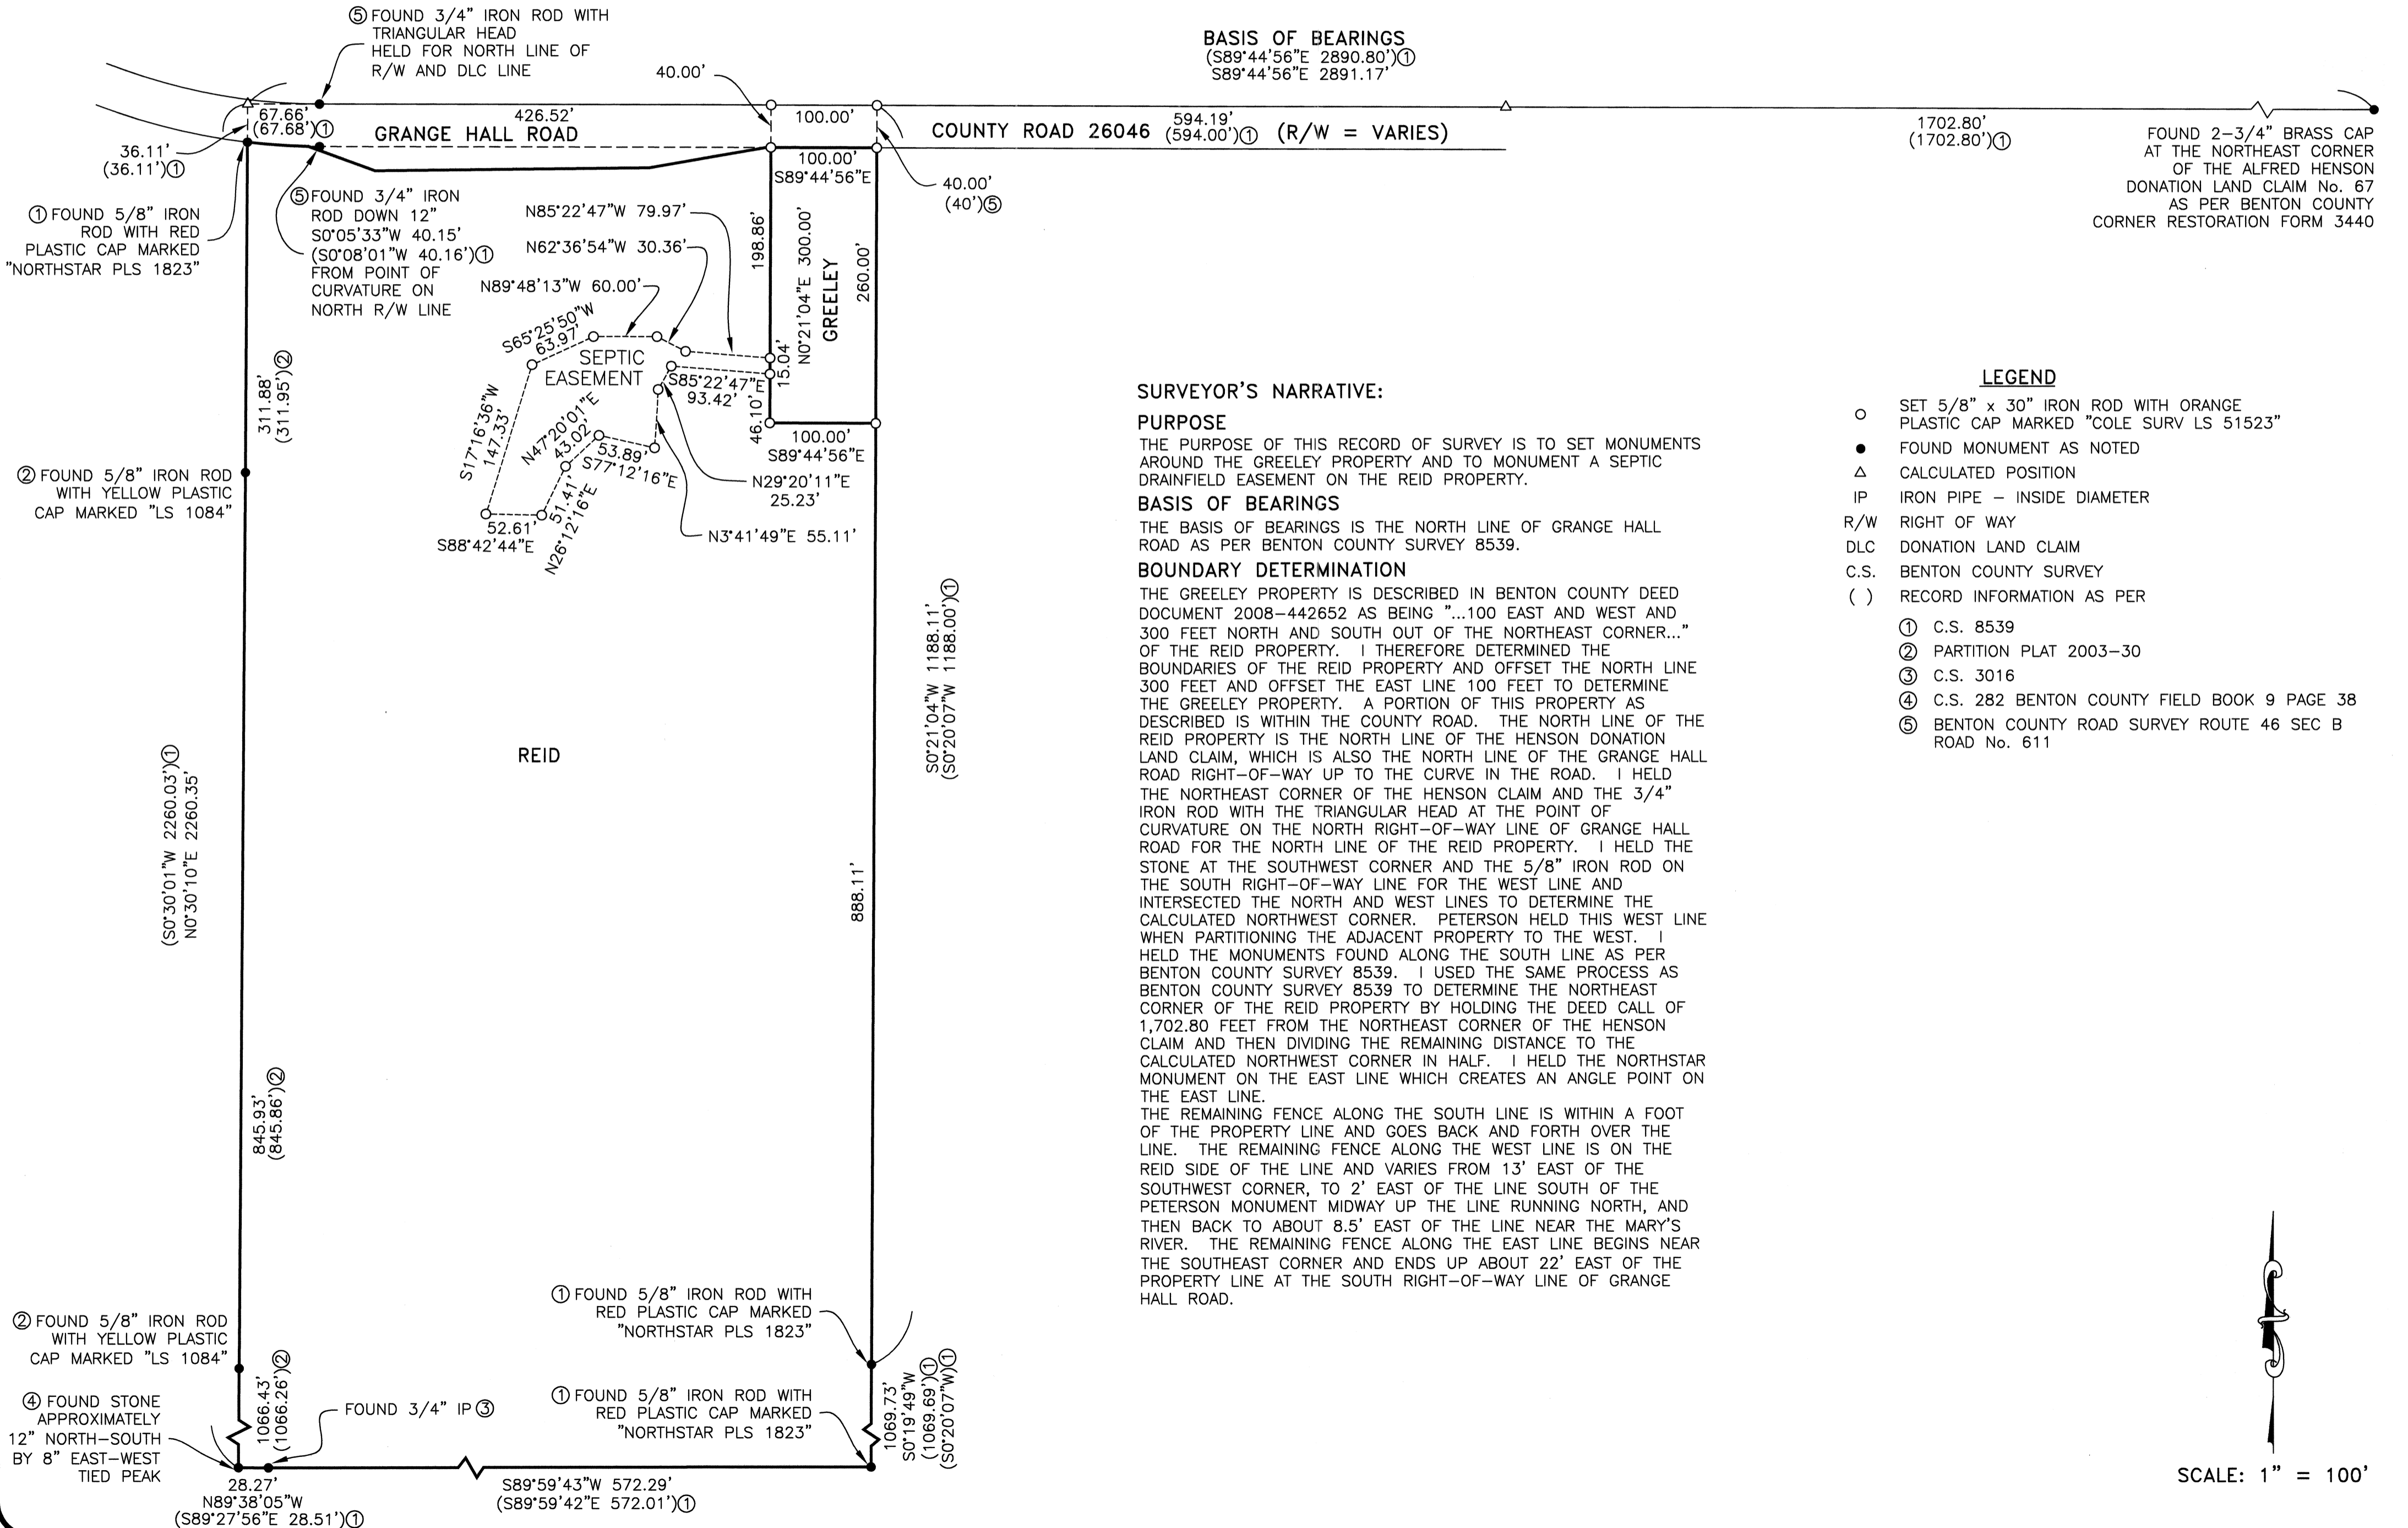 ⑤ FOUND 3/4" IRON ROD WITH
TRIANGULAR HEAD
HELD FOR NORTH LINE OF
R/W AND DLC LINE
40.00'
BASIS OF BEARINGS
(S89°44'56"E 2890.80')①
S89°44'56"E 2891.17'
67.66'
(67.68')①
426.52'
GRANGE HALL ROAD
100.00'
COUNTY ROAD 26046
594.19'
(594.00')①
(R/W = VARIES)
1702.80'
(1702.80')①
FOUND 2-3/4" BRASS CAP
AT THE NORTHEAST CORNER
OF THE ALFRED HENSON
DONATION LAND CLAIM No. 67
AS PER BENTON COUNTY
CORNER RESTORATION FORM 3440
36.11'
(36.11')①
100.00'
S89°44'56"E
40.00'
(40')⑤
① FOUND 5/8" IRON
ROD WITH RED
PLASTIC CAP MARKED
"NORTHSTAR PLS 1823"
⑤ FOUND 3/4" IRON
ROD DOWN 12"
S0°05'33"W 40.15'
(S0°08'01"W 40.16')①
FROM POINT OF
CURVATURE ON
NORTH R/W LINE
N85°22'47"W 79.97'
N62°36'54"W 30.36'
N89°48'13"W 60.00'
198.86'
N0°21'04"E 300.00'
GREELEY
260.00'
S65°25'50"W
63.97'
SEPTIC
EASEMENT
15.04'
S85°22'47"E
93.42'
46.10'
100.00'
S89°44'56"E
S17°16'36"W
147.33'
N47°20'01"E
43.02'
53.89'
S77°12'16"E
N29°20'11"E
25.23'
51.41'
N26°12'16"E
52.61'
S88°42'44"E
N3°41'49"E 55.11'
311.88'
(311.95')②
② FOUND 5/8" IRON ROD
WITH YELLOW PLASTIC
CAP MARKED "LS 1084"
S0°21'04"W 1188.11'
(S0°20'07"W 1188.00')①
REID
(S0°30'01"W 2260.03')①
N0°30'10"E 2260.35'
888.11'
845.93'
(845.86')②
② FOUND 5/8" IRON ROD
WITH YELLOW PLASTIC
CAP MARKED "LS 1084"
① FOUND 5/8" IRON ROD WITH
RED PLASTIC CAP MARKED
"NORTHSTAR PLS 1823"
④ FOUND STONE
APPROXIMATELY
12" NORTH-SOUTH
BY 8" EAST-WEST
TIED PEAK
1066.43'
(1066.26')②
FOUND 3/4" IP ③
① FOUND 5/8" IRON ROD WITH
RED PLASTIC CAP MARKED
"NORTHSTAR PLS 1823"
1069.73'
S0°19'49"W
(1069.69')①
(S0°20'07"W)①
28.27'
N89°38'05"W
(S89°27'56"E 28.51')①
S89°59'43"W 572.29'
(S89°59'42"E 572.01')①
SURVEYOR'S NARRATIVE:
PURPOSE
THE PURPOSE OF THIS RECORD OF SURVEY IS TO SET MONUMENTS
AROUND THE GREELEY PROPERTY AND TO MONUMENT A SEPTIC
DRAINFIELD EASEMENT ON THE REID PROPERTY.
BASIS OF BEARINGS
THE BASIS OF BEARINGS IS THE NORTH LINE OF GRANGE HALL
ROAD AS PER BENTON COUNTY SURVEY 8539.
BOUNDARY DETERMINATION
THE GREELEY PROPERTY IS DESCRIBED IN BENTON COUNTY DEED
DOCUMENT 2008-442652 AS BEING "...100 EAST AND WEST AND
300 FEET NORTH AND SOUTH OUT OF THE NORTHEAST CORNER..."
OF THE REID PROPERTY. I THEREFORE DETERMINED THE
BOUNDARIES OF THE REID PROPERTY AND OFFSET THE NORTH LINE
300 FEET AND OFFSET THE EAST LINE 100 FEET TO DETERMINE
THE GREELEY PROPERTY. A PORTION OF THIS PROPERTY AS
DESCRIBED IS WITHIN THE COUNTY ROAD. THE NORTH LINE OF THE
REID PROPERTY IS THE NORTH LINE OF THE HENSON DONATION
LAND CLAIM, WHICH IS ALSO THE NORTH LINE OF THE GRANGE HALL
ROAD RIGHT-OF-WAY UP TO THE CURVE IN THE ROAD. I HELD
THE NORTHEAST CORNER OF THE HENSON CLAIM AND THE 3/4"
IRON ROD WITH THE TRIANGULAR HEAD AT THE POINT OF
CURVATURE ON THE NORTH RIGHT-OF-WAY LINE OF GRANGE HALL
ROAD FOR THE NORTH LINE OF THE REID PROPERTY. I HELD THE
STONE AT THE SOUTHWEST CORNER AND THE 5/8" IRON ROD ON
THE SOUTH RIGHT-OF-WAY LINE FOR THE WEST LINE AND
INTERSECTED THE NORTH AND WEST LINES TO DETERMINE THE
CALCULATED NORTHWEST CORNER. PETERSON HELD THIS WEST LINE
WHEN PARTITIONING THE ADJACENT PROPERTY TO THE WEST. I
HELD THE MONUMENTS FOUND ALONG THE SOUTH LINE AS PER
BENTON COUNTY SURVEY 8539. I USED THE SAME PROCESS AS
BENTON COUNTY SURVEY 8539 TO DETERMINE THE NORTHEAST
CORNER OF THE REID PROPERTY BY HOLDING THE DEED CALL OF
1,702.80 FEET FROM THE NORTHEAST CORNER OF THE HENSON
CLAIM AND THEN DIVIDING THE REMAINING DISTANCE TO THE
CALCULATED NORTHWEST CORNER IN HALF. I HELD THE NORTHSTAR
MONUMENT ON THE EAST LINE WHICH CREATES AN ANGLE POINT ON
THE EAST LINE.
THE REMAINING FENCE ALONG THE SOUTH LINE IS WITHIN A FOOT
OF THE PROPERTY LINE AND GOES BACK AND FORTH OVER THE
LINE. THE REMAINING FENCE ALONG THE WEST LINE IS ON THE
REID SIDE OF THE LINE AND VARIES FROM 13' EAST OF THE
SOUTHWEST CORNER, TO 2' EAST OF THE LINE SOUTH OF THE
PETERSON MONUMENT MIDWAY UP THE LINE RUNNING NORTH, AND
THEN BACK TO ABOUT 8.5' EAST OF THE LINE NEAR THE MARY'S
RIVER. THE REMAINING FENCE ALONG THE EAST LINE BEGINS NEAR
THE SOUTHEAST CORNER AND ENDS UP ABOUT 22' EAST OF THE
PROPERTY LINE AT THE SOUTH RIGHT-OF-WAY LINE OF GRANGE
HALL ROAD.
LEGEND
SET 5/8" x 30" IRON ROD WITH ORANGE
PLASTIC CAP MARKED "COLE SURV LS 51523"
FOUND MONUMENT AS NOTED
CALCULATED POSITION
IP IRON PIPE - INSIDE DIAMETER
R/W RIGHT OF WAY
DLC DONATION LAND CLAIM
C.S. BENTON COUNTY SURVEY
( ) RECORD INFORMATION AS PER
① C.S. 8539
② PARTITION PLAT 2003-30
③ C.S. 3016
④ C.S. 282 BENTON COUNTY FIELD BOOK 9 PAGE 38
⑤ BENTON COUNTY ROAD SURVEY ROUTE 46 SEC B
ROAD No. 611
SCALE: 1" = 100'